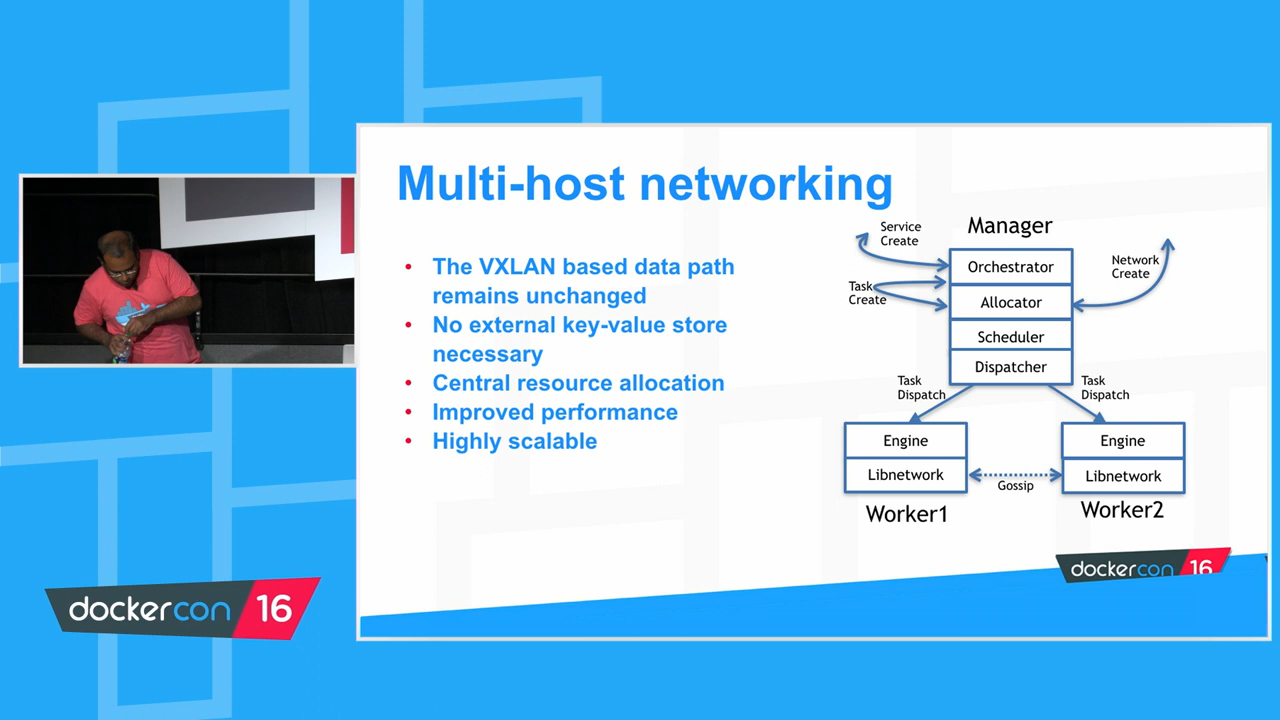 Multi-host networking
• The VXLAN based data path
remains unchanged
• No external key-value store
necessary
• Central resource allocation
• Improved performance
• Highly scalable
Manager
Service
Create
Orchestrator
Network
Create
Task
Create
Allocator
Scheduler
Dispatcher
Task
Dispatch
Task
Dispatch
Engine
Engine
Libnetwork
Libnetwork
Gossip
Worker1
Worker2
dockercon 16
dockercon 16